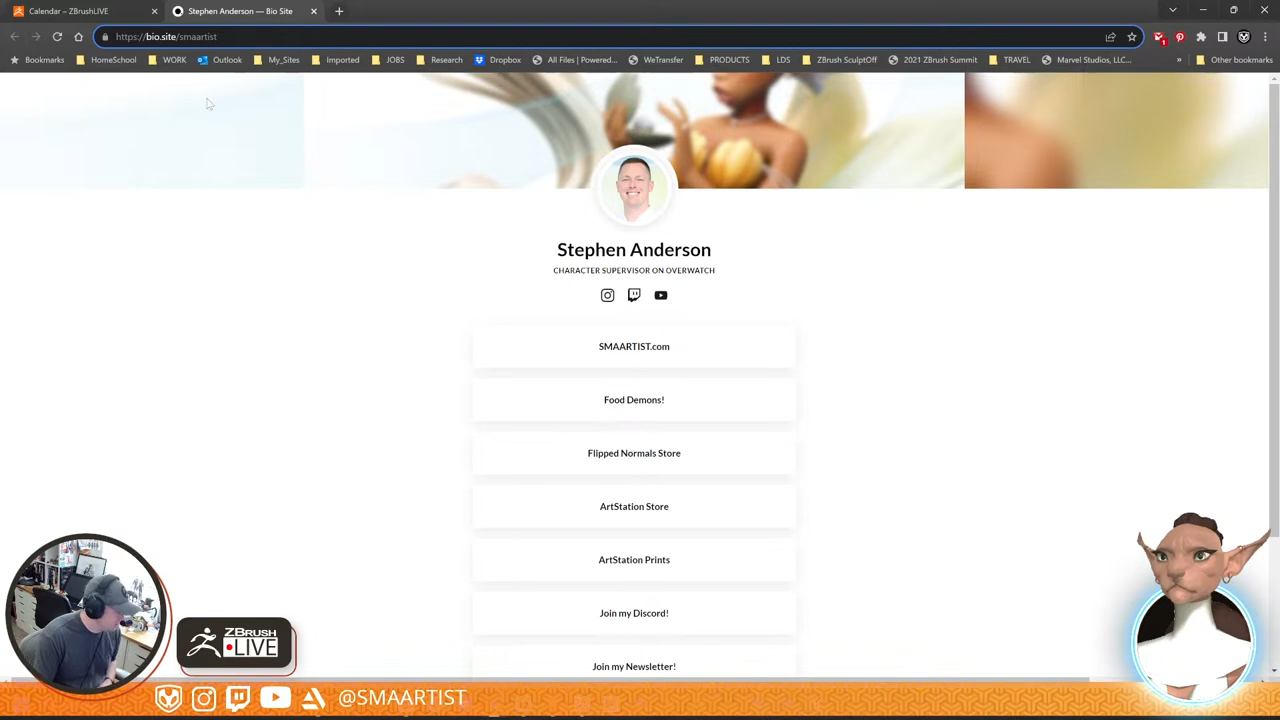 Calendar – ZBrushLIVE
Stephen Anderson — Bio Site
https://bio.site/smaartist
1
Bookmarks
HomeSchool
WORK
Outlook
My_Sites
Imported
JOBS
Research
Dropbox
All Files | Powered...
WeTransfer
PRODUCTS
LDS
ZBrush SculptOff
2021 ZBrush Summit
TRAVEL
Marvel Studios, LLC...
»
Other bookmarks
Stephen Anderson
CHARACTER SUPERVISOR ON OVERWATCH
SMAARTIST.com
Food Demons!
Flipped Normals Store
ArtStation Store
ArtStation Prints
Join my Discord!
Join my Newsletter!
ZBRUSH
LIVE
@SMAARTIST